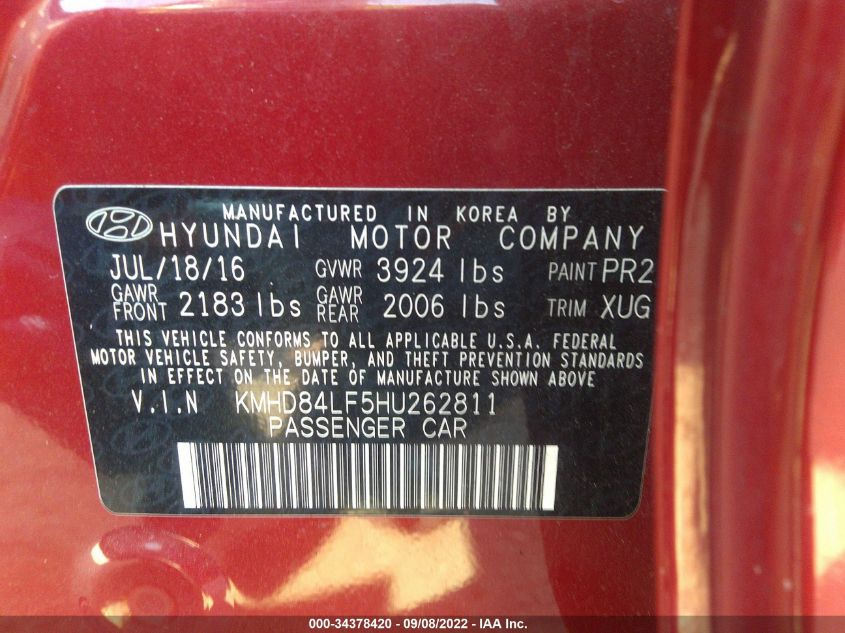 MANUFACTURED IN KOREA BY
HYUNDAI MOTOR COMPANY
JUL/18/16 GVWR 3924 lbs PAINT PR2
GAWR FRONT 2183 lbs GAWR REAR 2006 lbs TRIM XUG
THIS VEHICLE CONFORMS TO ALL APPLICABLE U.S.A. FEDERAL
MOTOR VEHICLE SAFETY, BUMPER, AND THEFT PREVENTION STANDARDS
IN EFFECT ON THE DATE OF MANUFACTURE SHOWN ABOVE
V.I.N KMHD84LF5HU262811
PASSENGER CAR
000-34378420 - 09/08/2022 - IAA Inc.